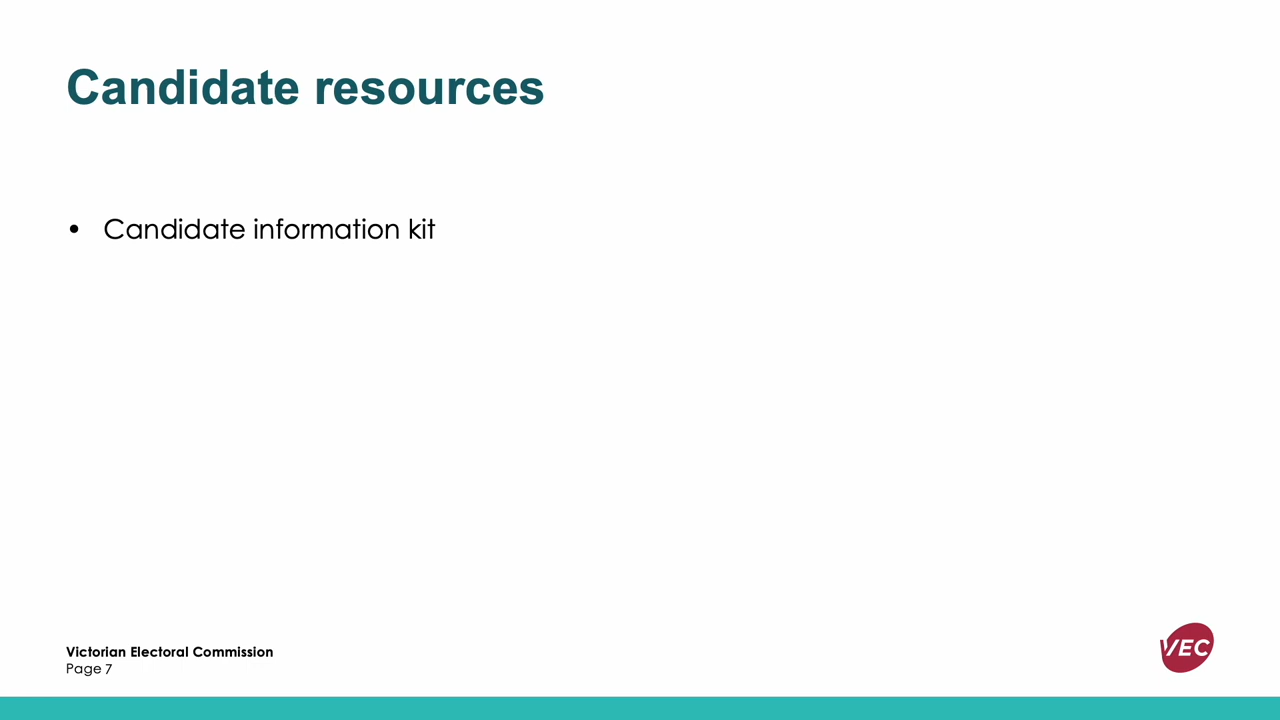 Candidate resources
• Candidate information kit
Victorian Electoral Commission
Page 7
VEC